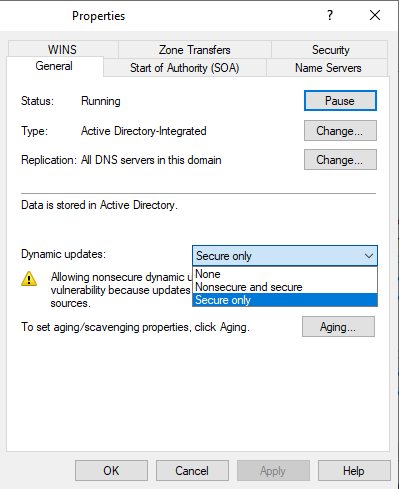 Properties
?
WINS Zone Transfers Security
General Start of Authority (SOA) Name Servers
Status: Running Pause
Type: Active Directory-Integrated Change...
Replication: All DNS servers in this domain Change...
Data is stored in Active Directory.
Dynamic updates: Secure only
None
Nonsecure and secure
Secure only
Allowing nonsecure dynamic
vulnerability because updates
sources.
To set aging/scavenging properties, click Aging. Aging...
OK Cancel Apply Help